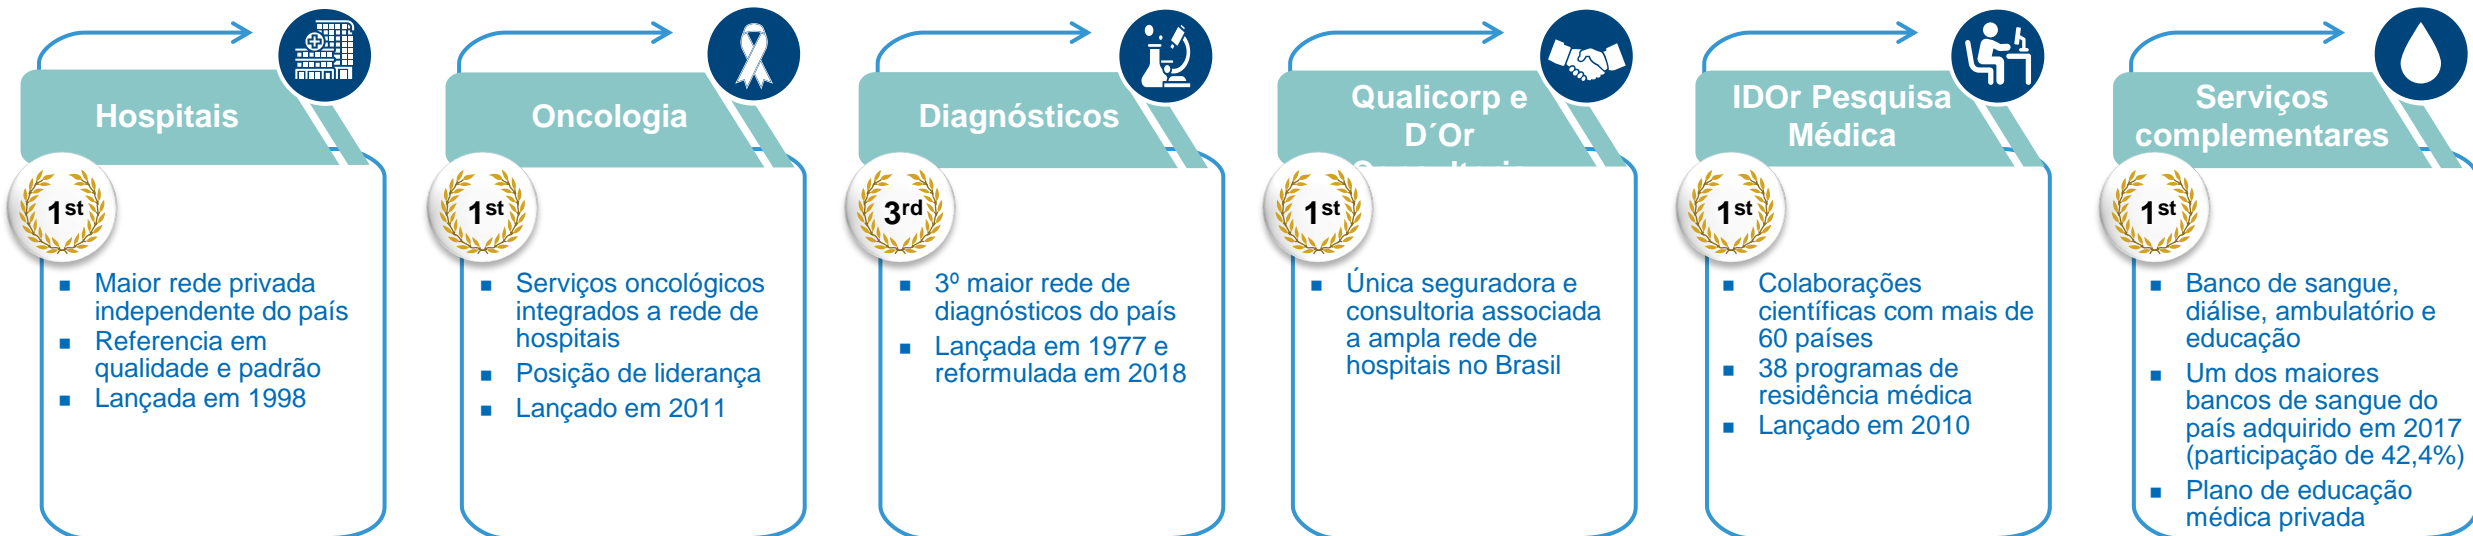 Hospitais
1st
Maior rede privada
independente do país
Referencia em
qualidade e padrão
Lançada em 1998
Oncologia
1st
Serviços oncológicos
integrados a rede de
hospitais
Posição de liderança
Lançado em 2011
Diagnósticos
3rd
3º maior rede de
diagnósticos do país
Lançada em 1977 e
reformulada em 2018
Qualicorp e
D´Or
1st
Única seguradora e
consultoria associada
a ampla rede de
hospitais no Brasil
IDOr Pesquisa
Médica
1st
Colaborações
científicas com mais de
60 países
38 programas de
residência médica
Lançado em 2010
Serviços
complementares
1st
Banco de sangue,
diálise, ambulatório e
educação
Um dos maiores
bancos de sangue do
país adquirido em 2017
(participação de 42,4%)
Plano de educação
médica privada